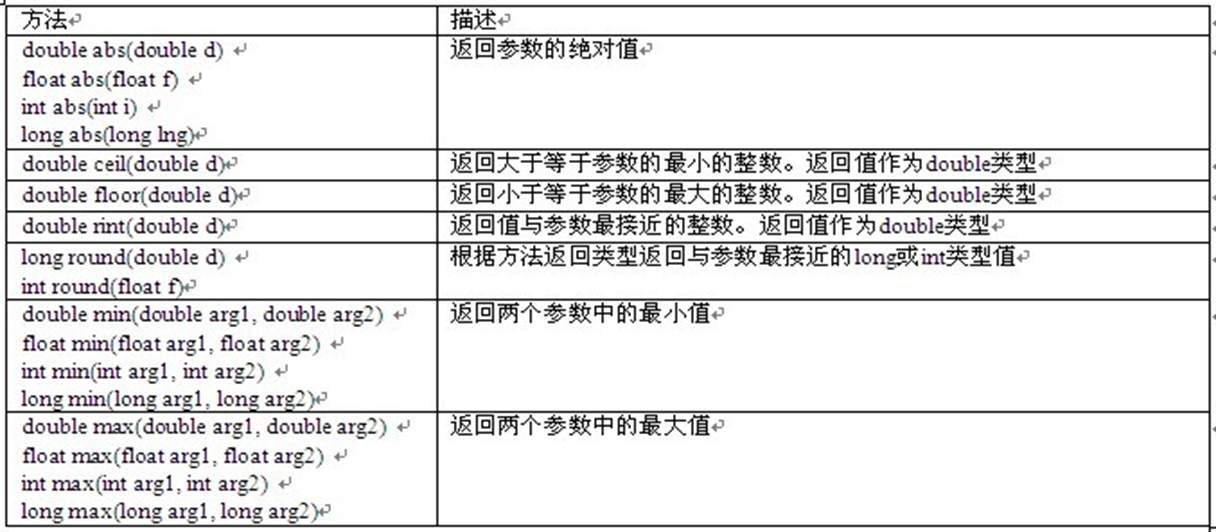 方法
描述
double abs(double d)
float abs(float f)
int abs(int i)
long abs(long lng)
返回参数的绝对值
double ceil(double d)
返回大于等于参数的最小的整数。返回值作为double类型
double floor(double d)
返回小于等于参数的最大的整数。返回值作为double类型
double rint(double d)
返回值与参数最接近的整数。返回值作为double类型
long round(double d)
int round(float f)
根据方法返回类型返回与参数最接近的long或int类型值
double min(double arg1, double arg2)
float min(float arg1, float arg2)
int min(int arg1, int arg2)
long min(long arg1, long arg2)
返回两个参数中的最小值
double max(double arg1, double arg2)
float max(float arg1, float arg2)
int max(int arg1, int arg2)
long max(long arg1, long arg2)
返回两个参数中的最大值